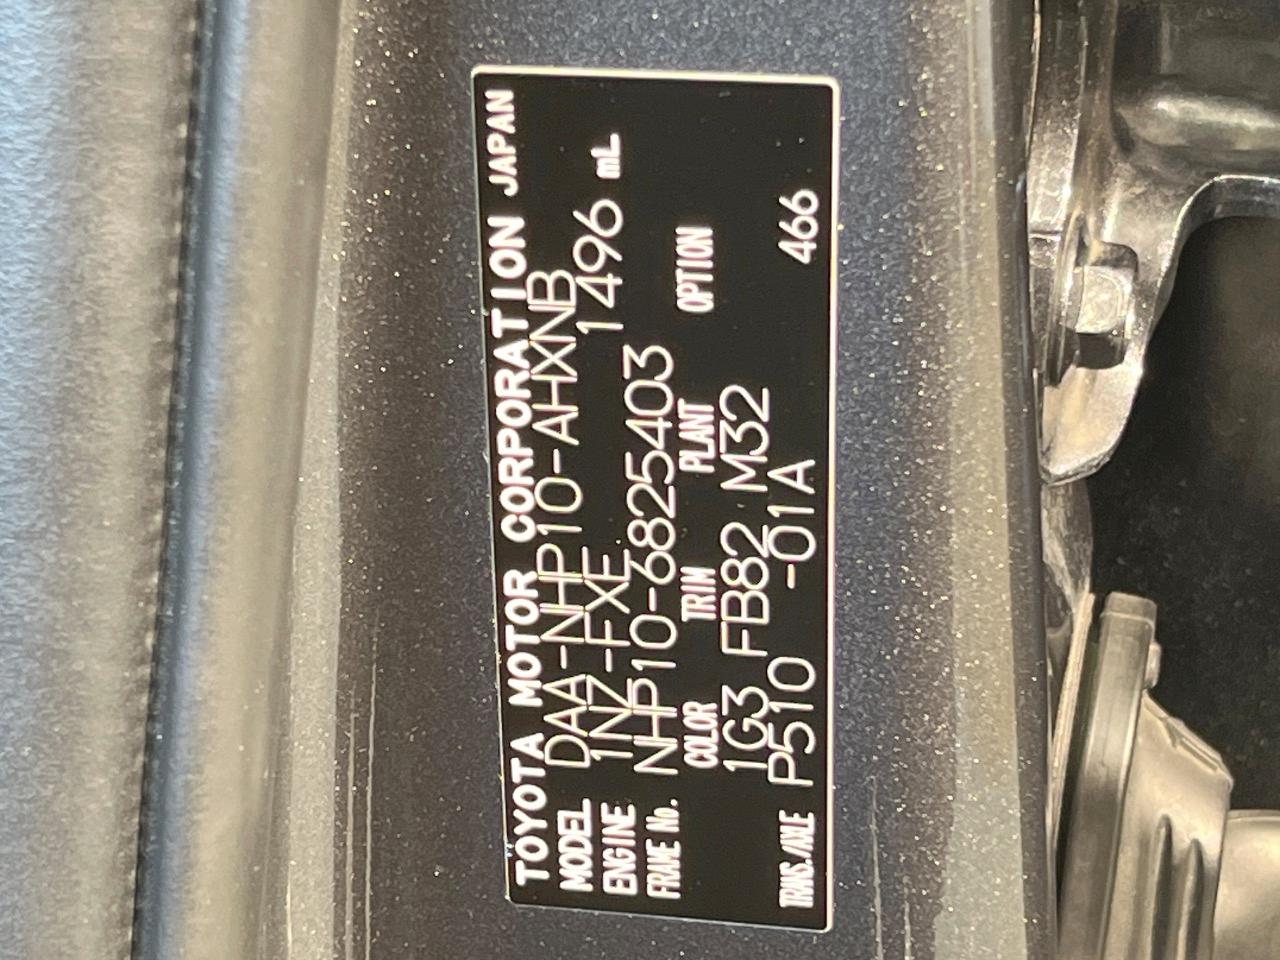 TOYOTA MOTOR CORPORATION JAPAN
MODEL DAA-NHP10-AHXNB
ENGINE 1NZ-FXE 1496 mL
FRAME No. NHP10-6825403
COLOR TRIM PLANT OPTION
1G3 FB82 M32
TRANS./AXLE P510 -01A 466